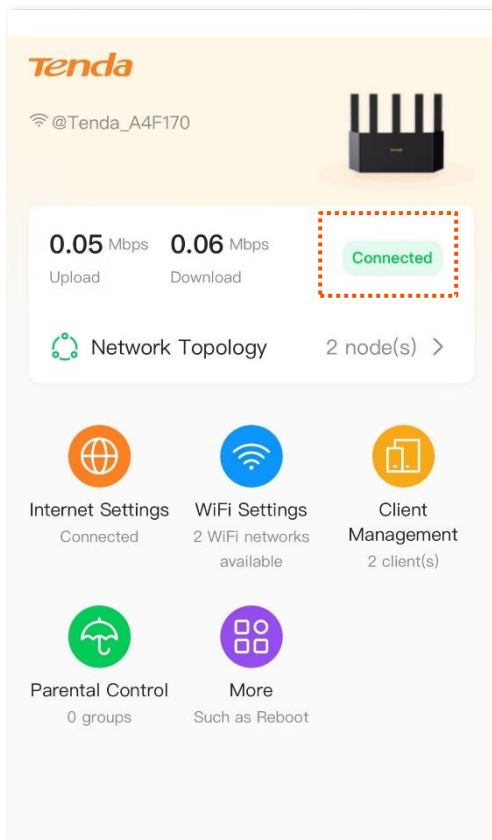 Tenda
@Tenda_A4F170
0.05 Mbps 0.06 Mbps
Connected
Upload Download
Network Topology 2 node(s)
Internet Settings WiFi Settings Client
Management
Connected 2 WiFi networks
available
2 client(s)
Parental Control More
0 groups Such as Reboot